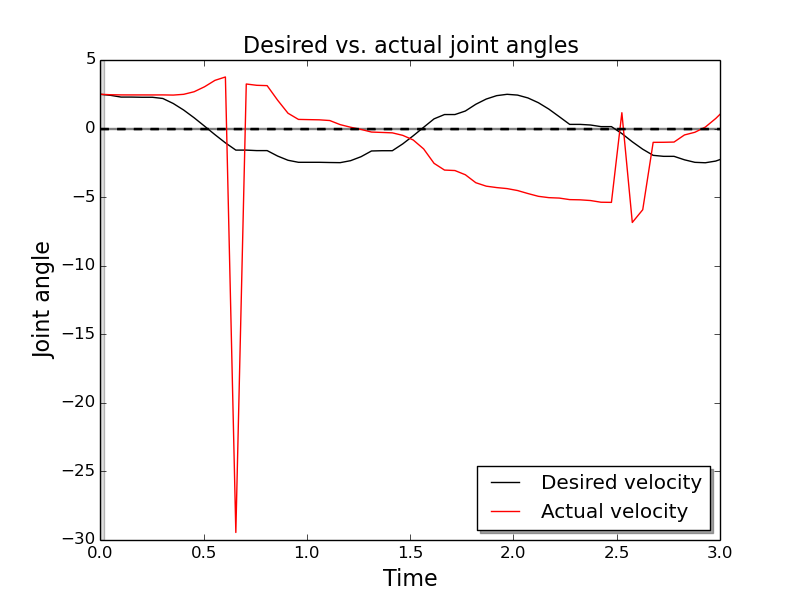 Desired vs. actual joint angles
5
0
−5
−10
−15
−20
−25
−30
Joint angle
0.0 0.5 1.0 1.5 2.0 2.5 3.0
Time
Desired velocity
Actual velocity